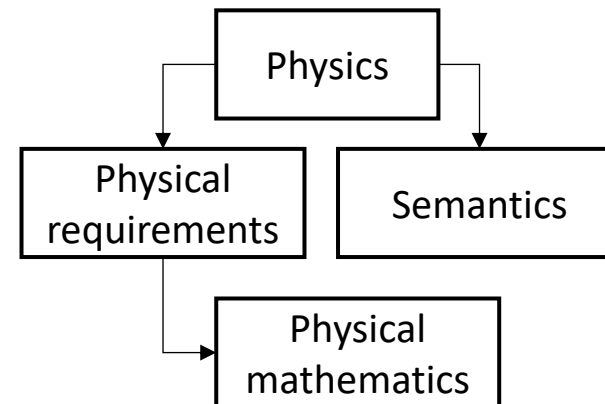 Physics
Physical
requirements
Semantics
Physical
mathematics